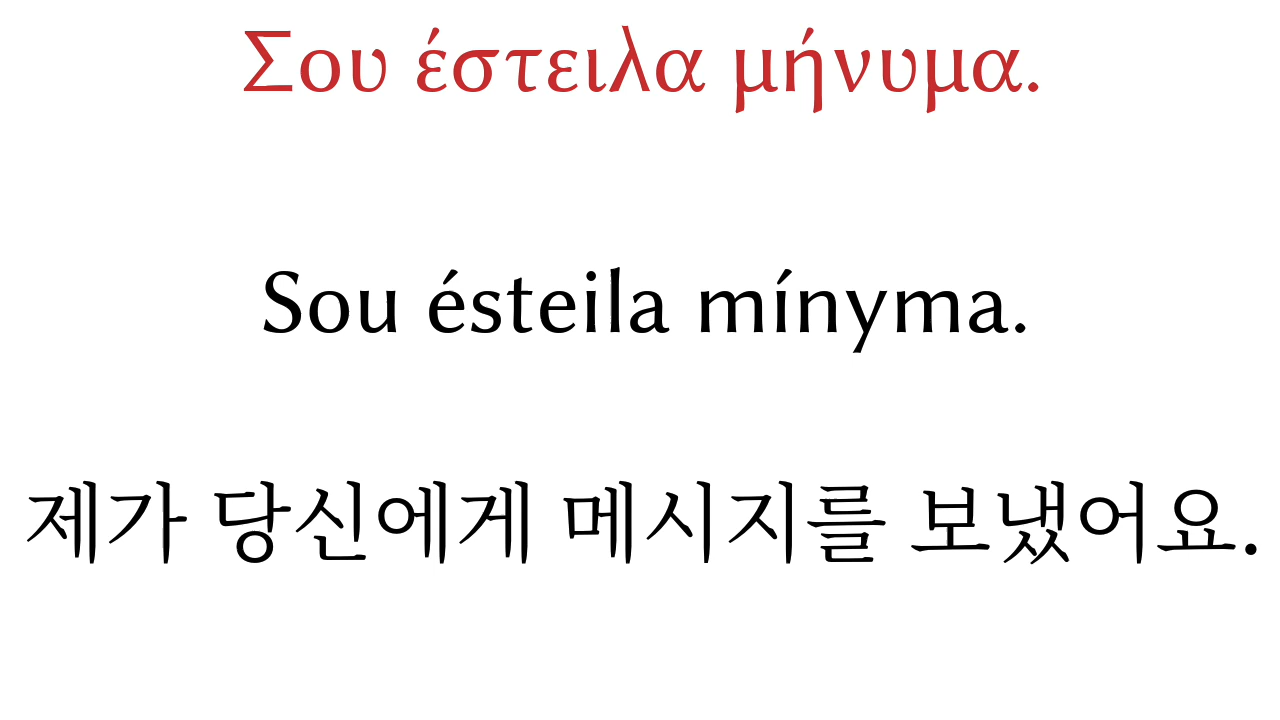 Σου έστειλα μήνυμα.
Sou ésteila mínyma.
제가 당신에게 메시지를 보냈어요.